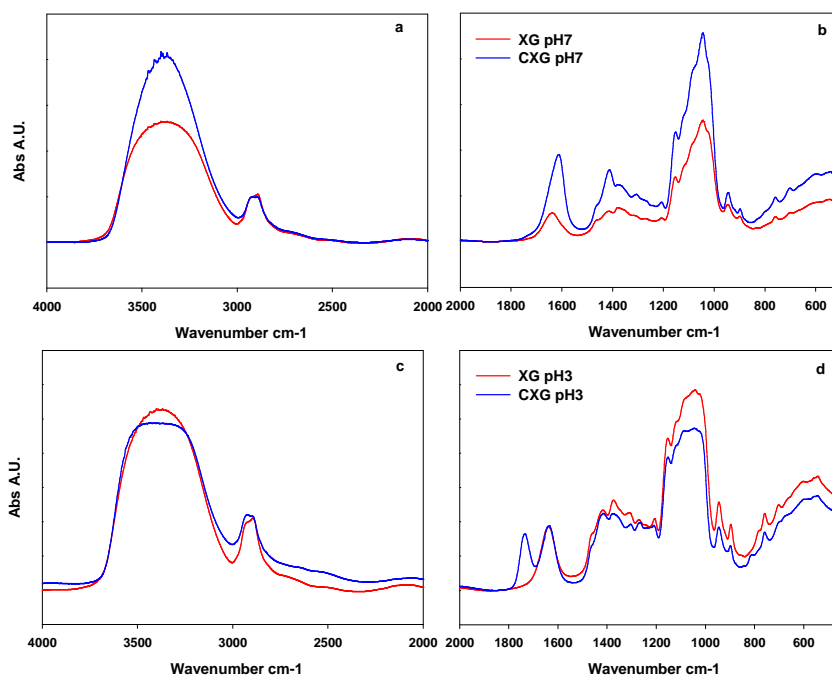 a
Abs A.U.
4000 3500 3000 2500 2000
Wavenumber cm-1
b
XG pH7
CXG pH7
2000 1800 1600 1400 1200 1000 800 600
Wavenumber cm-1
c
Abs A.U.
4000 3500 3000 2500 2000
Wavenumber cm-1
d
XG pH3
CXG pH3
2000 1800 1600 1400 1200 1000 800 600
Wavenumber cm-1